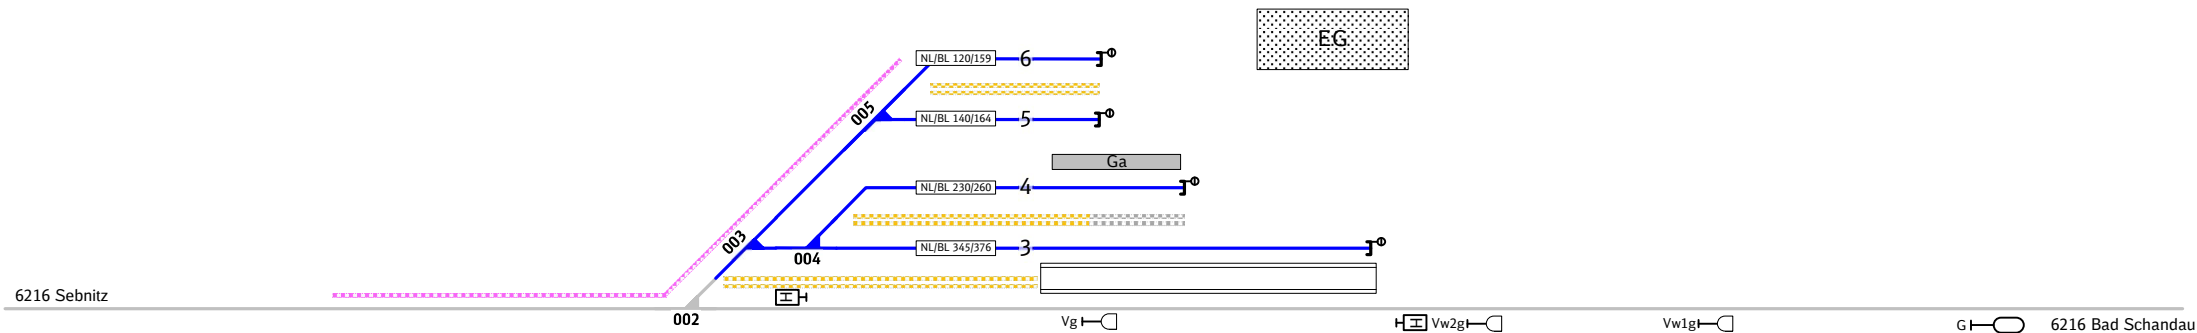 EG
NL/BL 120/159 6
005
NL/BL 140/164 5
Ga
NL/BL 230/260 4
003
NL/BL 345/376 3
004
6216 Sebnitz
002
Vg
Vw2g
Vw1g
G
6216 Bad Schandau